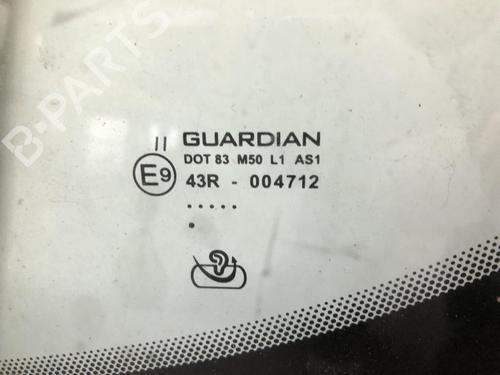 B-PARTS
II GUARDIAN
DOT 83 M50 L1 AS1
E9 43R - 004712
.....
.